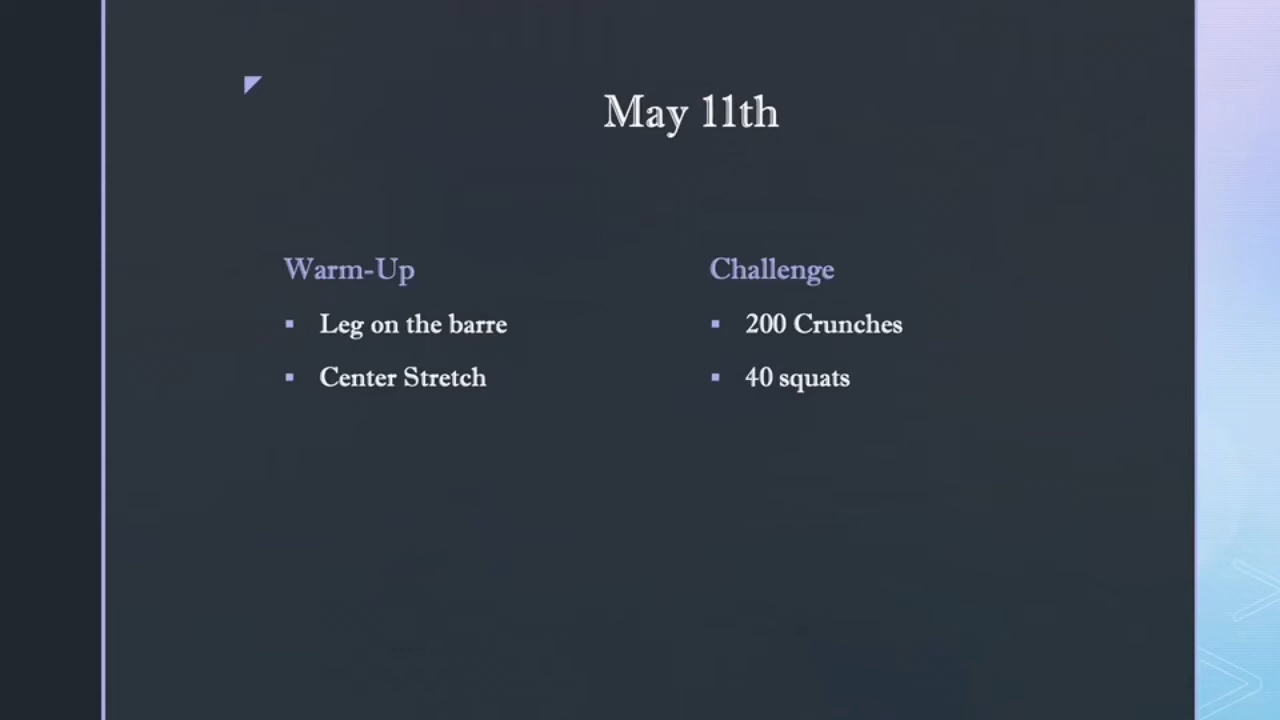 May 11th
Warm-Up
Leg on the barre
Center Stretch
Challenge
200 Crunches
40 squats